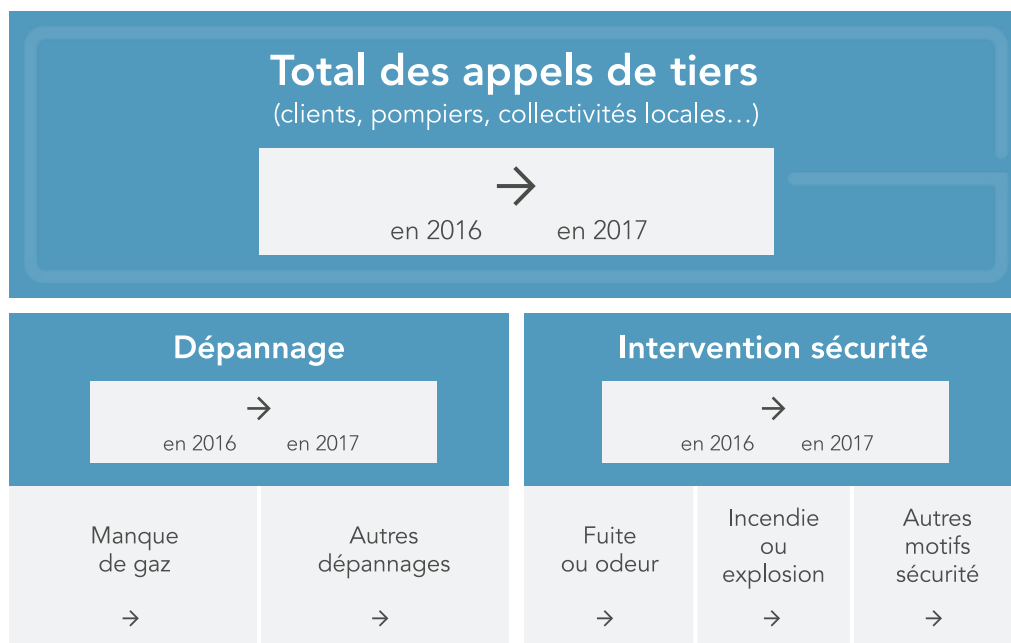 Total des appels de tiers
(clients, pompiers, collectivités locales…)
→
en 2016 en 2017
Dépannage
→
en 2016 en 2017
Manque
de gaz
→
Autres
dépannages
→
Intervention sécurité
→
en 2016 en 2017
Fuite
ou odeur
→
Incendie
ou
explosion
→
Autres
motifs
sécurité
→